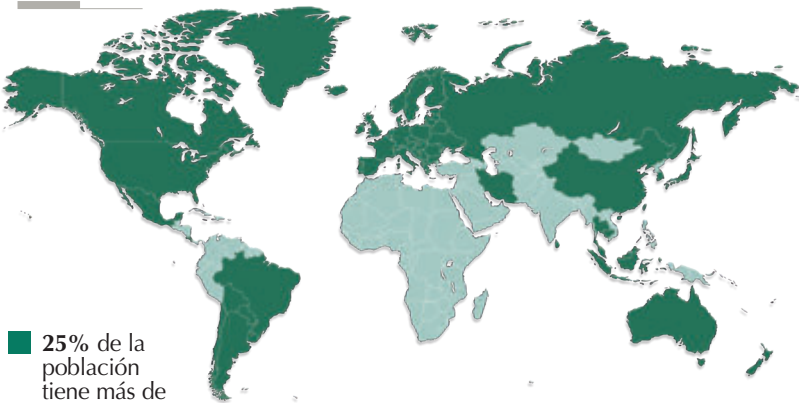 25% de la
población
tiene más de